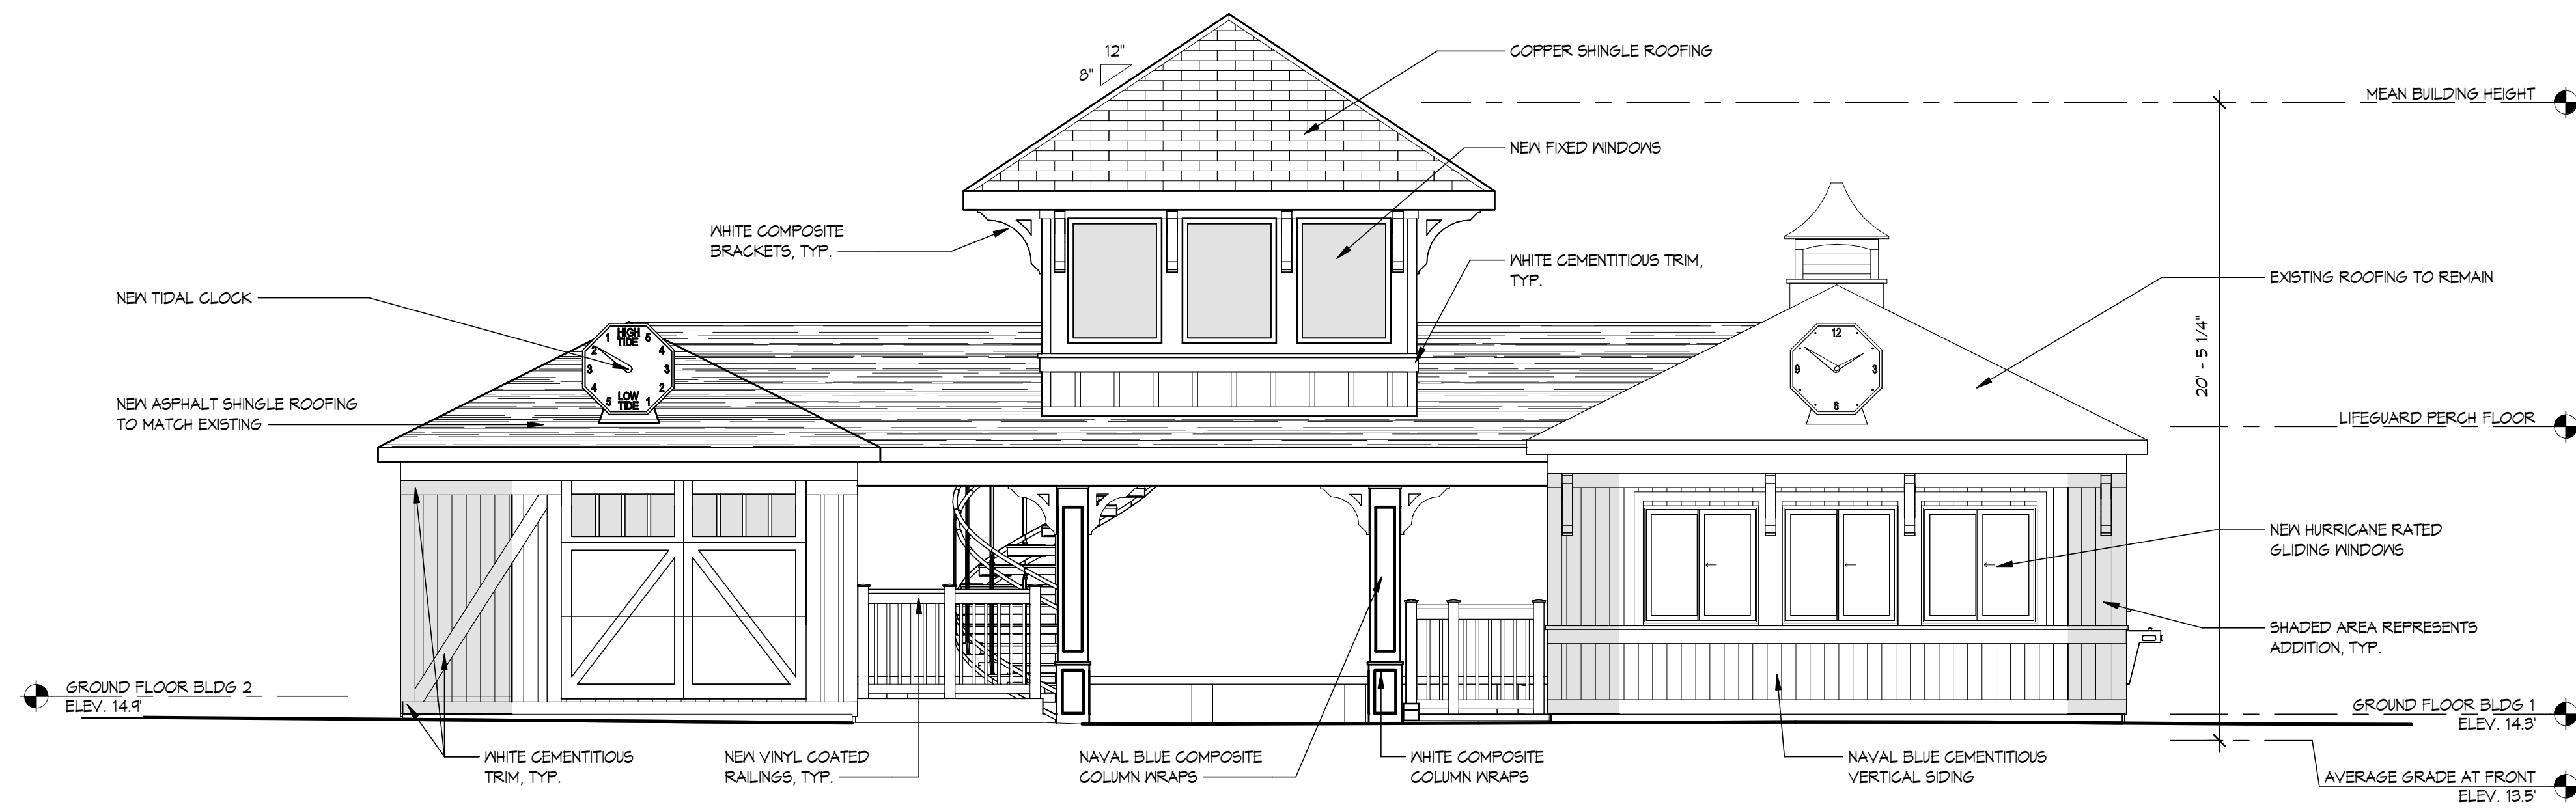 12"
8"
COPPER SHINGLE ROOFING
MEAN BUILDING HEIGHT
NEW FIXED WINDOWS
WHITE COMPOSITE
BRACKETS, TYP.
WHITE CEMENTITIOUS TRIM,
TYP.
EXISTING ROOFING TO REMAIN
NEW TIDAL CLOCK
HIGH
TIDE
1
2
3
4
5
LOW
TIDE
5
4
3
2
1
12
3
6
9
20' - 5 1/4"
NEW ASPHALT SHINGLE ROOFING
TO MATCH EXISTING
LIFEGUARD PERCH FLOOR
NEW HURRICANE RATED
GLIDING WINDOWS
SHADED AREA REPRESENTS
ADDITION, TYP.
GROUND FLOOR BLDG 2
ELEV. 14.9'
GROUND FLOOR BLDG 1
ELEV. 14.3'
WHITE CEMENTITIOUS
TRIM, TYP.
NEW VINYL COATED
RAILINGS, TYP.
NAVAL BLUE COMPOSITE
COLUMN WRAPS
WHITE COMPOSITE
COLUMN WRAPS
NAVAL BLUE CEMENTITIOUS
VERTICAL SIDING
AVERAGE GRADE AT FRONT
ELEV. 13.5'